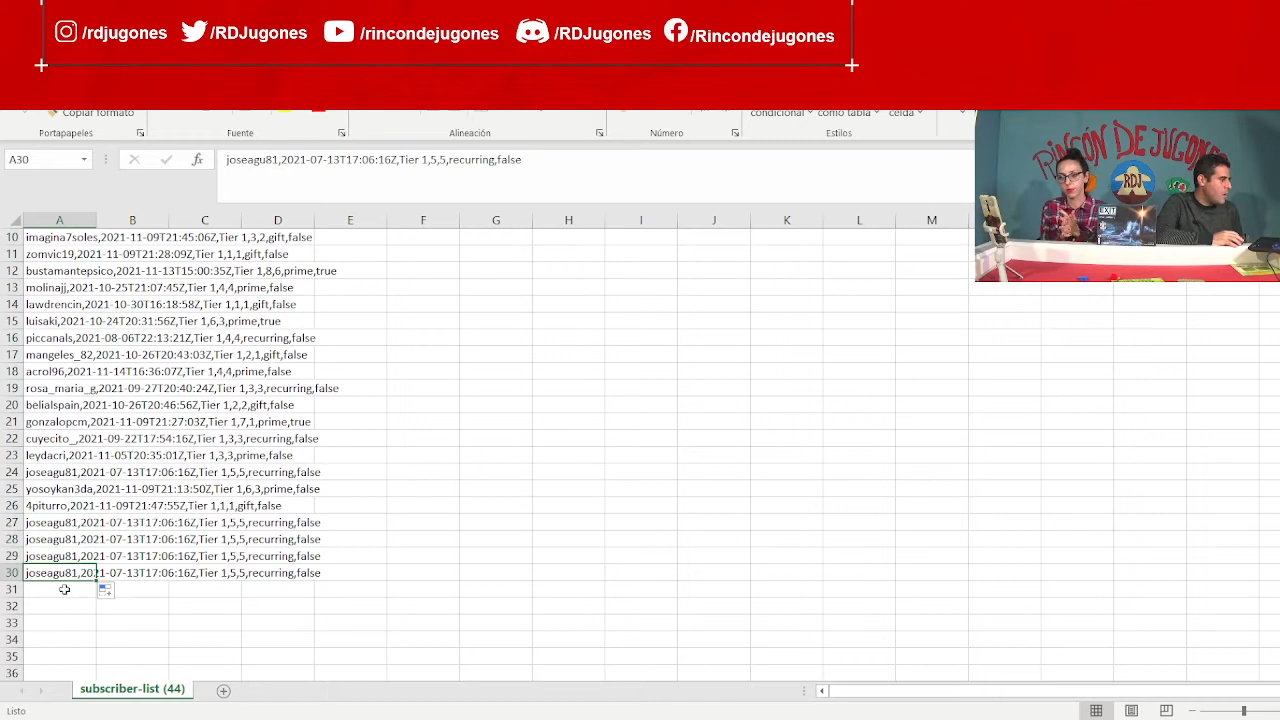 /rdjugones /RDJugones /rincondejugones /RDJugones /Rincondejugones
Copiar formato
condicional como tabla celda
Portapapeles Fuente Alineación Número Estilos
RINCÓN DE JUGONES
RDJ
EXIT
A30 fx joseagu81,2021-07-13T17:06:16Z,Tier 1,5,5,recurring,false
A B C D E F G H I J K L M
10 imagina7soles,2021-11-09T21:45:06Z,Tier 1,3,2,gift,false
11 zomvic19,2021-11-09T21:28:09Z,Tier 1,1,1,gift,false
12 bustamantepsico,2021-11-13T15:00:35Z,Tier 1,8,6,prime,true
13 molinajj,2021-10-25T21:07:45Z,Tier 1,4,4,prime,false
14 lawdrencin,2021-10-30T16:18:58Z,Tier 1,1,1,gift,false
15 luisaki,2021-10-24T20:31:56Z,Tier 1,6,3,prime,true
16 piccanals,2021-08-06T22:13:21Z,Tier 1,4,4,recurring,false
17 mangeles_82,2021-10-26T20:43:03Z,Tier 1,2,1,gift,false
18 acrol96,2021-11-14T16:36:07Z,Tier 1,4,4,prime,false
19 rosa_maria_g,2021-09-27T20:40:24Z,Tier 1,3,3,recurring,false
20 belialspain,2021-10-26T20:46:56Z,Tier 1,2,2,gift,false
21 gonzalopcm,2021-11-09T21:27:03Z,Tier 1,7,1,prime,true
22 cuyecito_,2021-09-22T17:54:16Z,Tier 1,3,3,recurring,false
23 leydacri,2021-11-05T20:35:01Z,Tier 1,3,3,prime,false
24 joseagu81,2021-07-13T17:06:16Z,Tier 1,5,5,recurring,false
25 yosoykan3da,2021-11-09T21:13:50Z,Tier 1,6,3,prime,false
26 4piturro,2021-11-09T21:47:55Z,Tier 1,1,1,gift,false
27 joseagu81,2021-07-13T17:06:16Z,Tier 1,5,5,recurring,false
28 joseagu81,2021-07-13T17:06:16Z,Tier 1,5,5,recurring,false
29 joseagu81,2021-07-13T17:06:16Z,Tier 1,5,5,recurring,false
30 joseagu81,2021-07-13T17:06:16Z,Tier 1,5,5,recurring,false
31
32
33
34
35
36
subscriber-list (44)
Listo